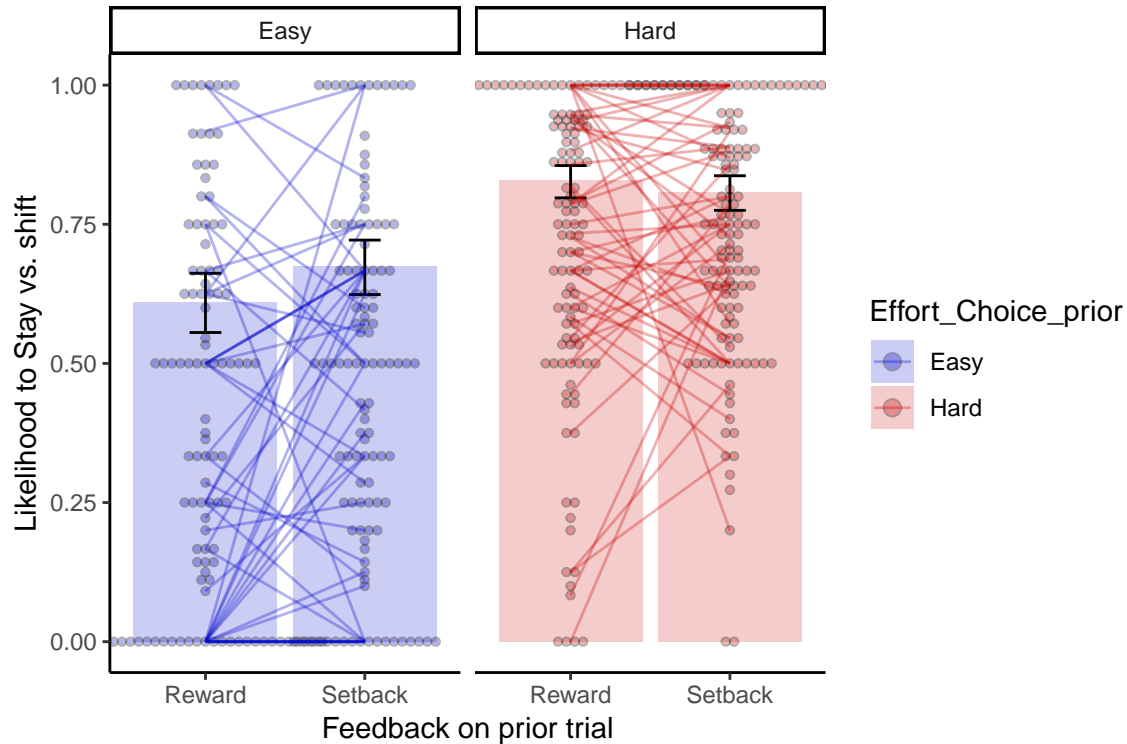 Easy
Hard
Likelihood to Stay vs. shift
1.00
0.75
0.50
0.25
0.00
Reward
Setback
Reward
Setback
Feedback on prior trial
Effort_Choice_prior
Easy
Hard